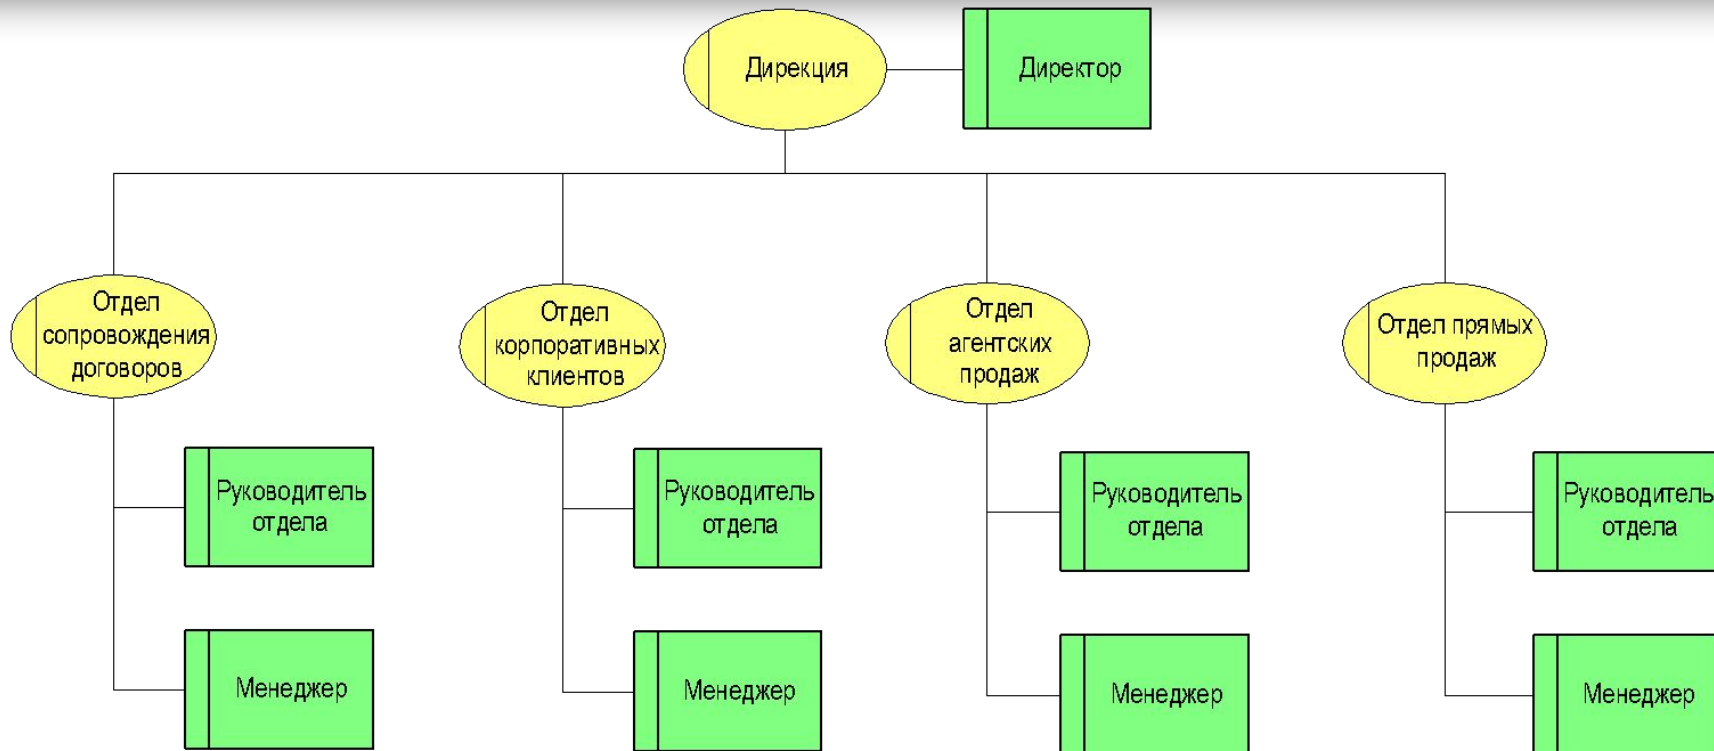 Дирекция
Директор
Отдел
сопровождения
договоров
Отдел
корпоративных
клиентов
Отдел
агентских
продаж
Отдел прямых
продаж
Руководитель
отдела
Руководитель
отдела
Руководитель
отдела
Руководитель
отдела
Менеджер
Менеджер
Менеджер
Менеджер